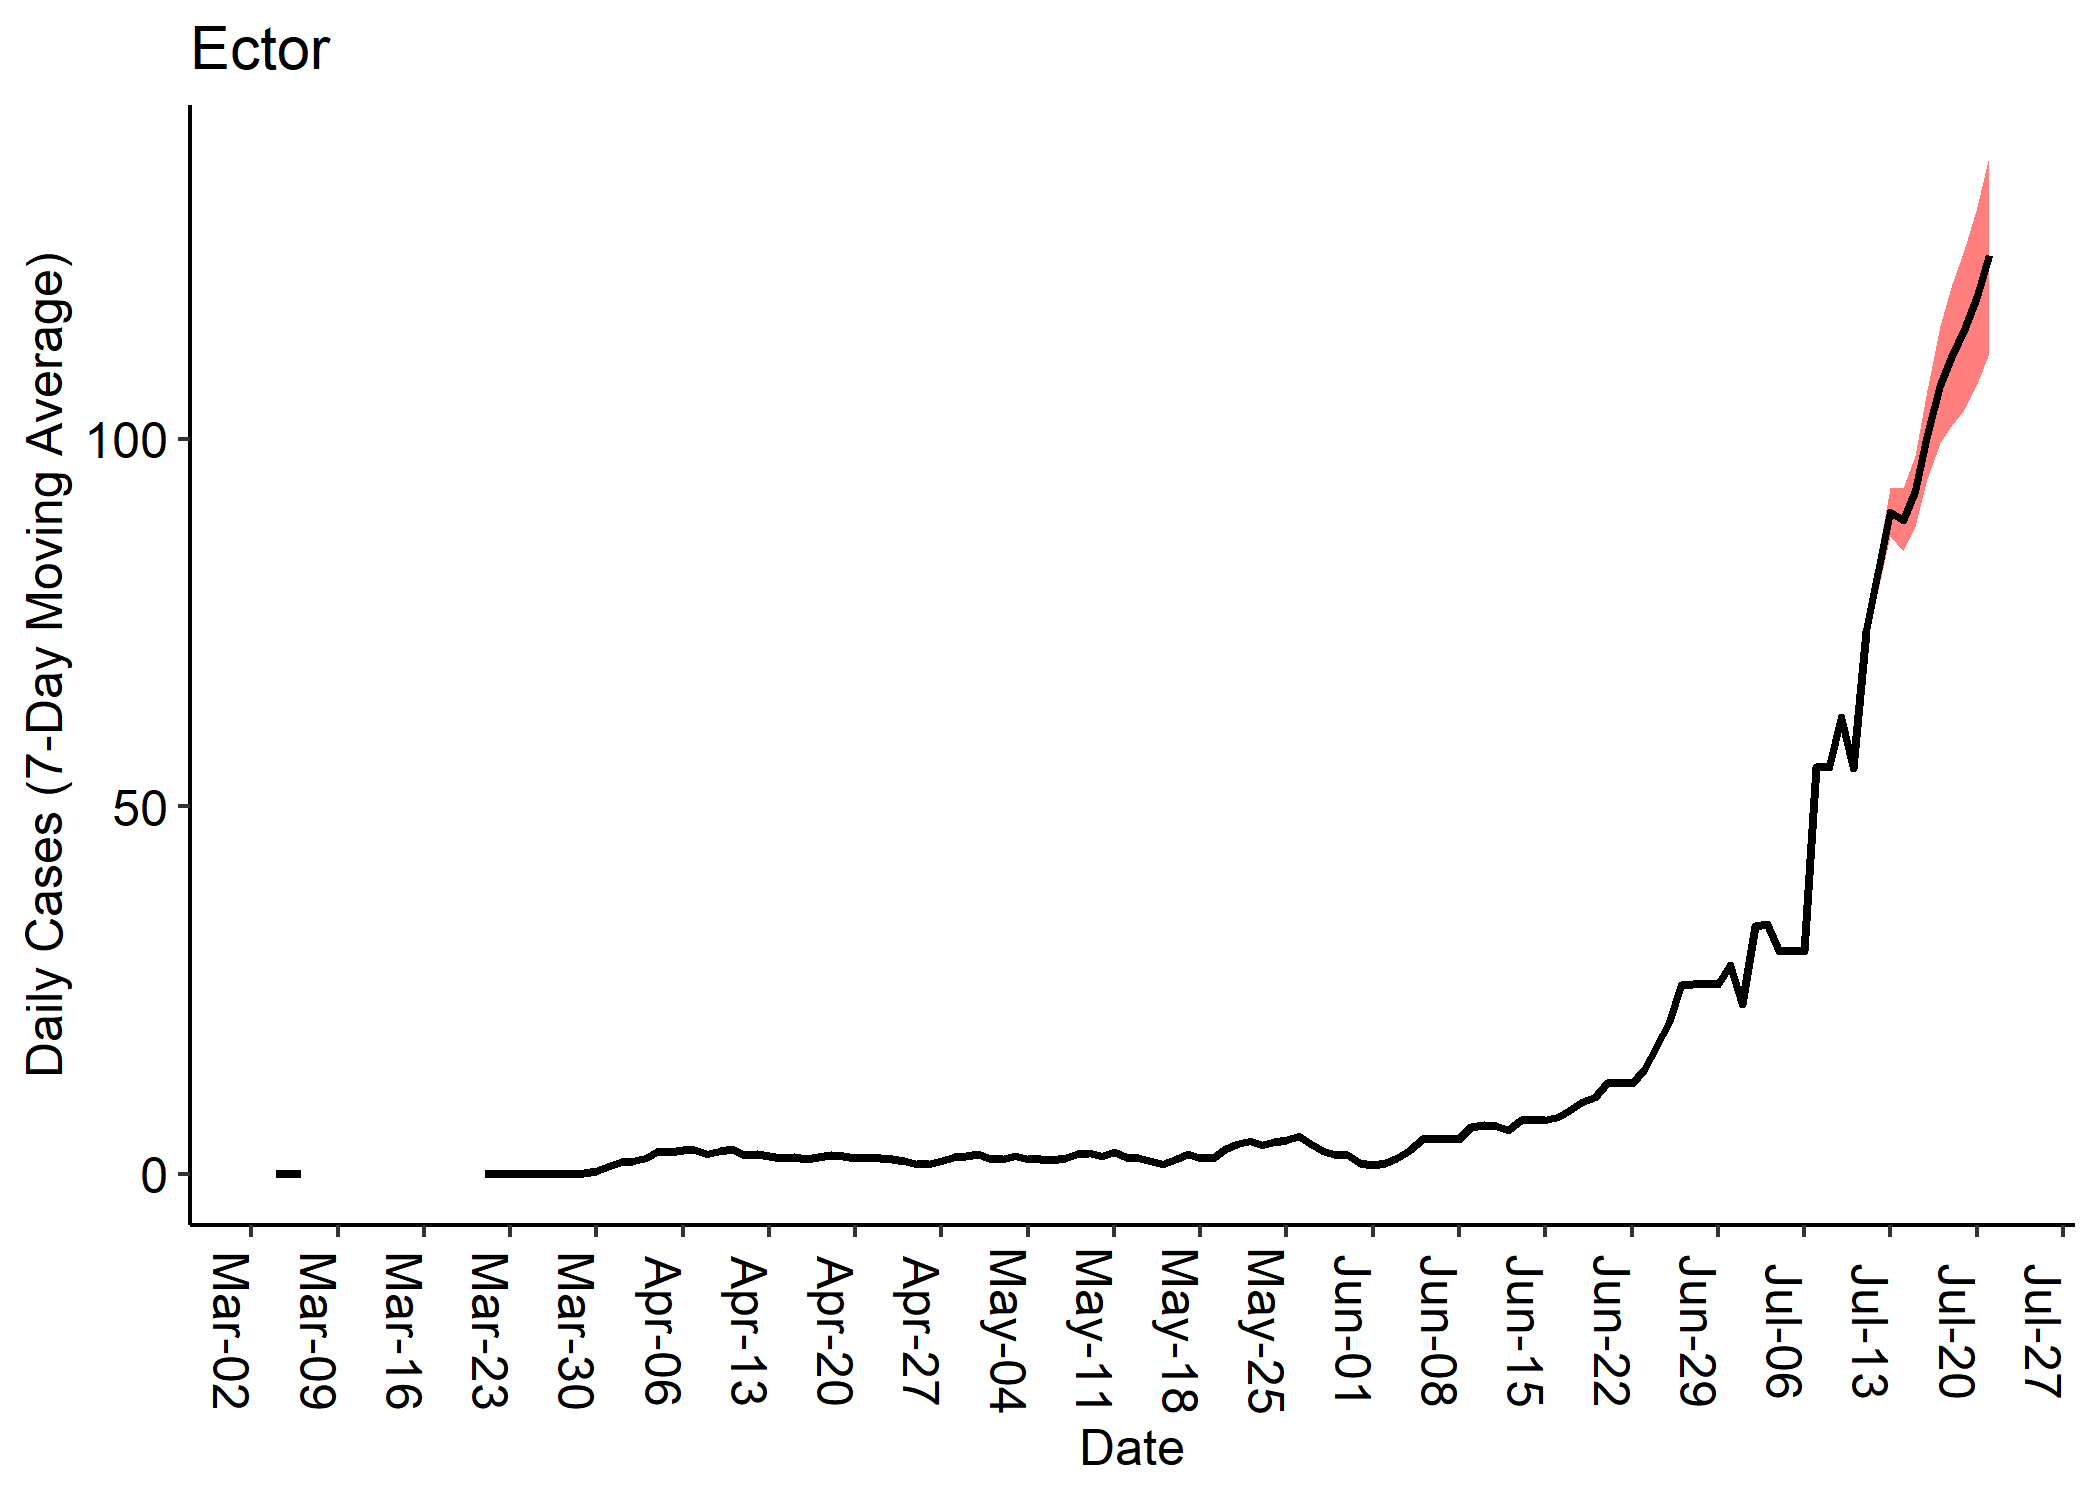 Ector
Daily Cases (7-Day Moving Average)
100
50
0
Mar-02
Mar-09
Mar-16
Mar-23
Mar-30
Apr-06
Apr-13
Apr-20
Apr-27
May-04
May-11
May-18
May-25
Jun-01
Jun-08
Jun-15
Jun-22
Jun-29
Jul-06
Jul-13
Jul-20
Jul-27
Date